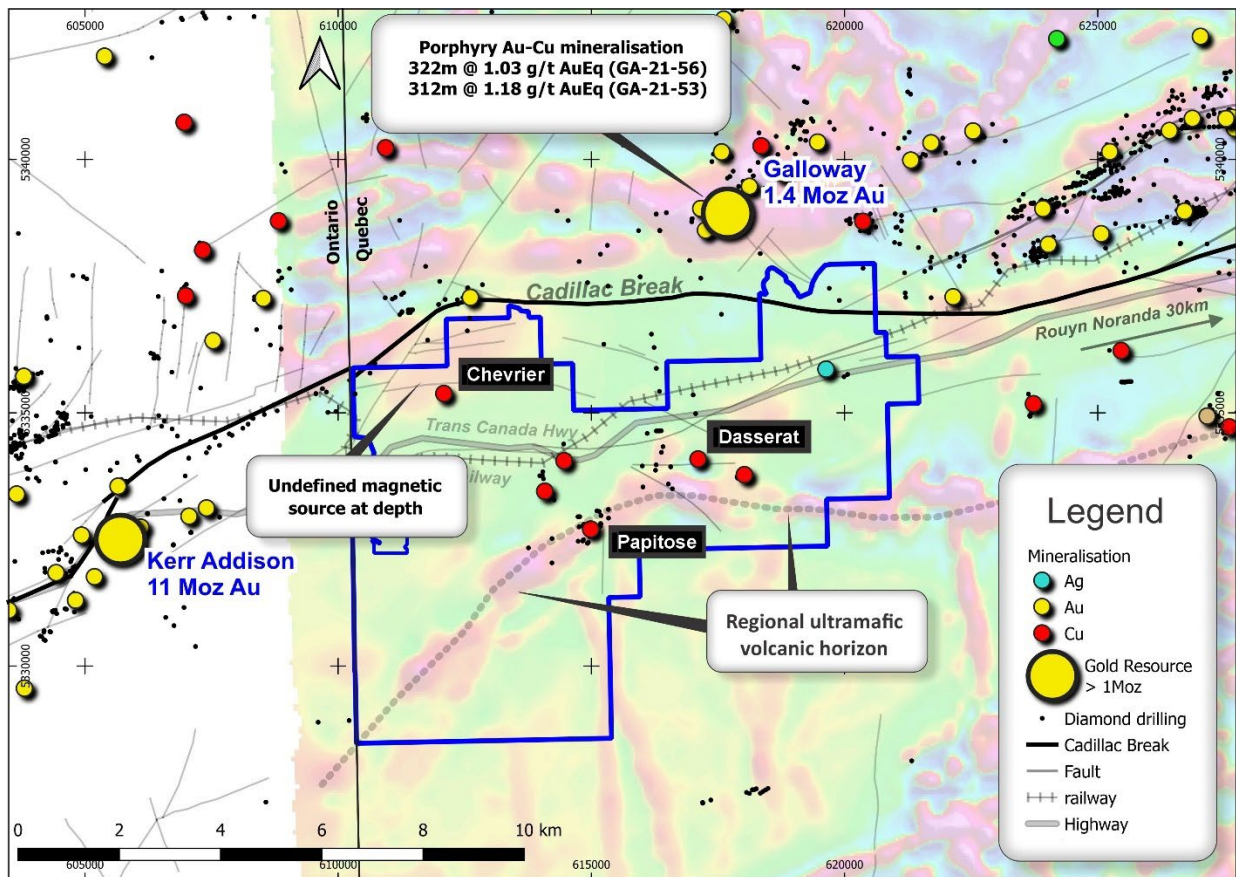 605000
610000
620000
625000
Porphyry Au-Cu mineralisation
322m @ 1.03 g/t AuEq (GA-21-56)
312m @ 1.18 g/t AuEq (GA-21-53)
5340000
5340000
Galloway
1.4 Moz Au
Ontario
Quebec
Cadillac Break
Rouyn Noranda 30km
Chevrier
5335000
Trans Canada Hwy
Dasserat
Undefined magnetic
source at depth
Papitose
Kerr Addison
11 Moz Au
Regional ultramafic
volcanic horizon
5330000
Legend
Mineralisation
Ag
Au
Cu
Gold Resource
> 1Moz
Diamond drilling
Cadillac Break
Fault
railway
Highway
0
2
4
6
8
10 km
605000
610000
615000
620000